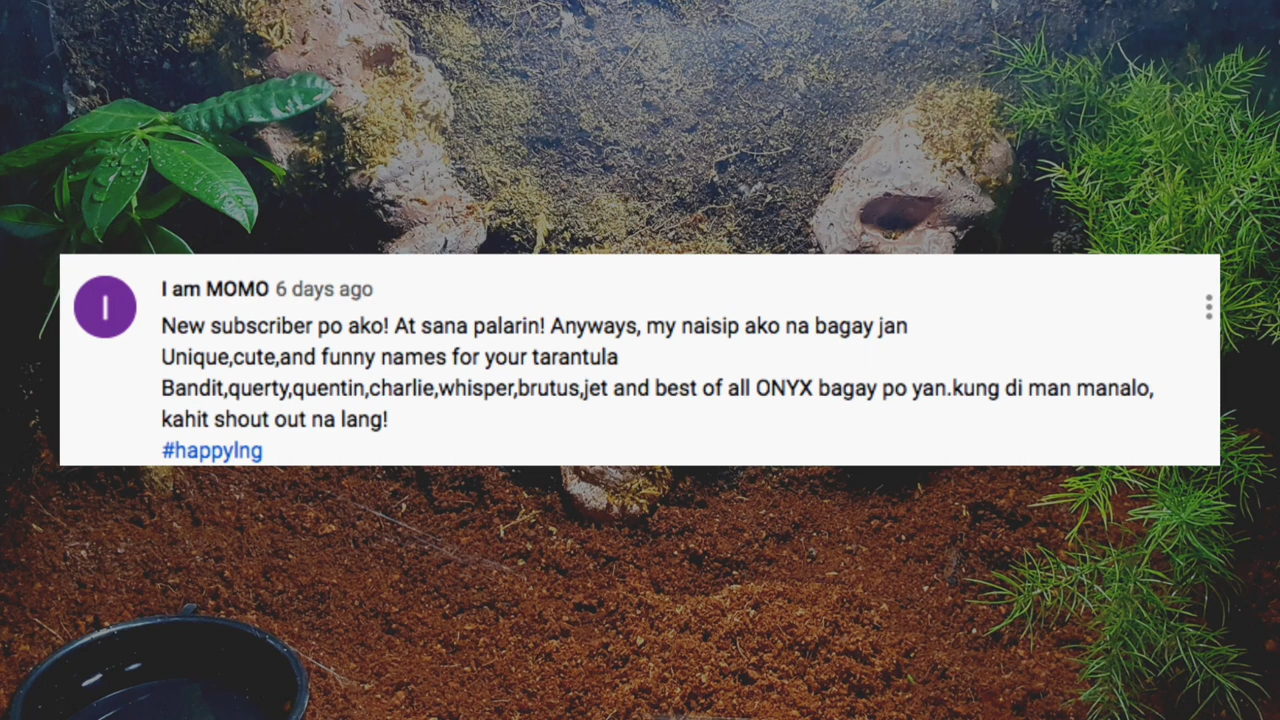 I
I am MOMO 6 days ago
New subscriber po ako! At sana palarin! Anyways, my naisip ako na bagay jan
Unique,cute,and funny names for your tarantula
Bandit,querty,quentin,charlie,whisper,brutus,jet and best of all ONYX bagay po yan.kung di man manalo,
kahit shout out na lang!
#happylng